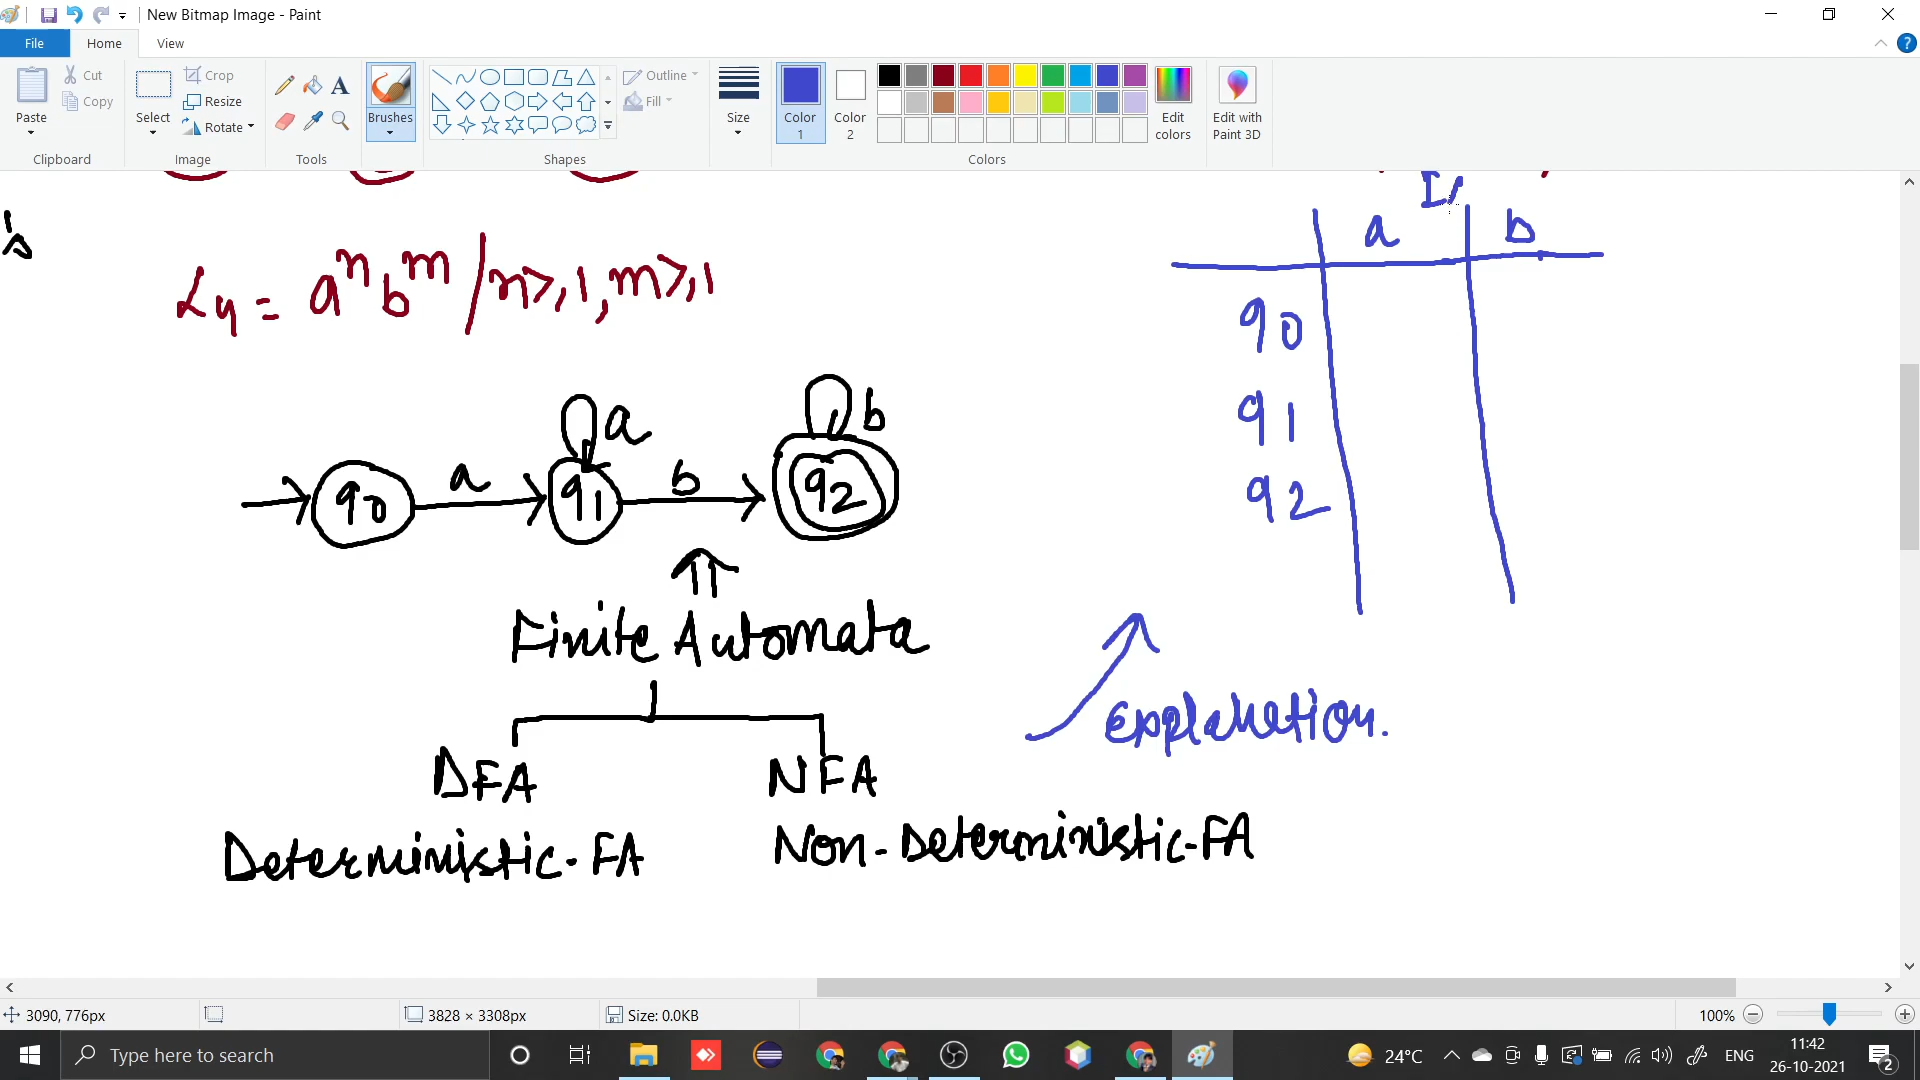 New Bitmap Image - Paint
File Home View
Cut
Copy
Paste
Clipboard
Select
Crop
Resize
Rotate
Image
Tools
Brushes
Outline
Fill
Shapes
Size
Color 1
Color 2
Colors
Edit colors
Edit with Paint 3D
L4 = a^n b^m / n>,1, m>,1
a b
q0
q1
q2
a b
q0 a q1 b q2
Finite Automata
Explanation.
DFA NFA
Deterministic-FA Non-Deterministic-FA
3090, 776px 3828 × 3308px Size: 0.0KB 100%
Type here to search 24°C ENG 11:42
26-10-2021 2